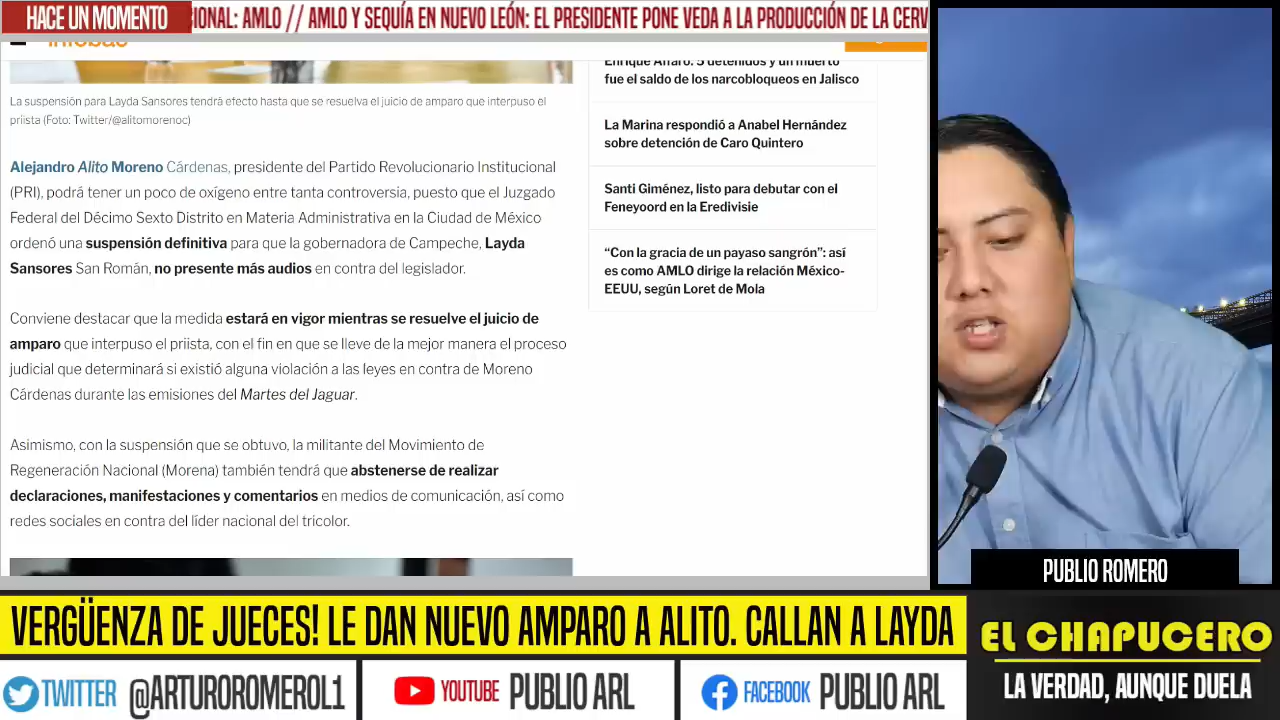 HACE UN MOMENTO
IONAL: AMLO // AMLO Y SEQUÍA EN NUEVO LEÓN: EL PRESIDENTE PONE VEDA A LA PRODUCCIÓN DE LA CERV
infobae
La suspensión para Layda Sansores tendrá efecto hasta que se resuelva el juicio de amparo que interpuso el
priista (Foto: Twitter/@alitomorenoc)
Alejandro Alito Moreno Cárdenas, presidente del Partido Revolucionario Institucional
(PRI), podrá tener un poco de oxígeno entre tanta controversia, puesto que el Juzgado
Federal del Décimo Sexto Distrito en Materia Administrativa en la Ciudad de México
ordenó una suspensión definitiva para que la gobernadora de Campeche, Layda
Sansores San Román, no presente más audios en contra del legislador.
Conviene destacar que la medida estará en vigor mientras se resuelve el juicio de
amparo que interpuso el priista, con el fin de que se lleve de la mejor manera el proceso
judicial que determinará si existió alguna violación a las leyes en contra de Moreno
Cárdenas durante las emisiones del Martes del Jaguar.
Asimismo, con la suspensión que se obtuvo, la militante del Movimiento de
Regeneración Nacional (Morena) también tendrá que abstenerse de realizar
declaraciones, manifestaciones y comentarios en medios de comunicación, así como
redes sociales en contra del líder nacional del tricolor.
Enrique Alfaro: 5 detenidos y un muerto
fue el saldo de los narcobloqueos en Jalisco
La Marina respondió a Anabel Hernández
sobre detención de Caro Quintero
Santi Giménez, listo para debutar con el
Feneyoord en la Eredivisie
“Con la gracia de un payaso sangrón”: así
es como AMLO dirige la relación México-
EEUU, según Loret de Mola
PUBLIO ROMERO
VERGÜENZA DE JUECES! LE DAN NUEVO AMPARO A ALITO. CALLAN A LAYDA
EL CHAPUCERO
LA VERDAD, AUNQUE DUELA
TWITTER @ARTUROROMEROL1
YOUTUBE PUBLIO ARL
FACEBOOK PUBLIO ARL